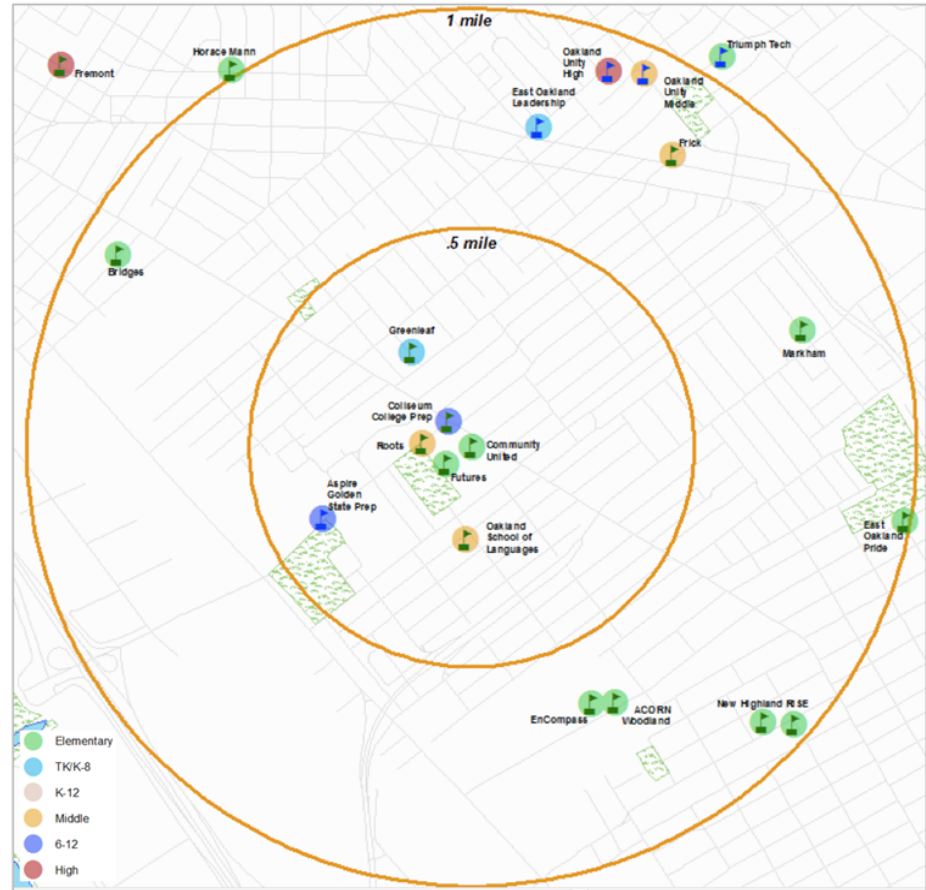 1 mile
Horace Mann
Fremont
Oakland
Unity
High
Triumph Tech
East Oakland
Leadership
Oakland
Unity
Middle
Frick
.5 mile
Bridges
Greenleaf
Markham
Coliseum
College Prep
Roots
Community
United
Futures
Aspire
Golden
State Prep
Oakland
School of
Languages
East
Oakland
Pride
EnCompass
ACORN
Woodland
New Highland RISE
Elementary
TK/K-8
K-12
Middle
6-12
High